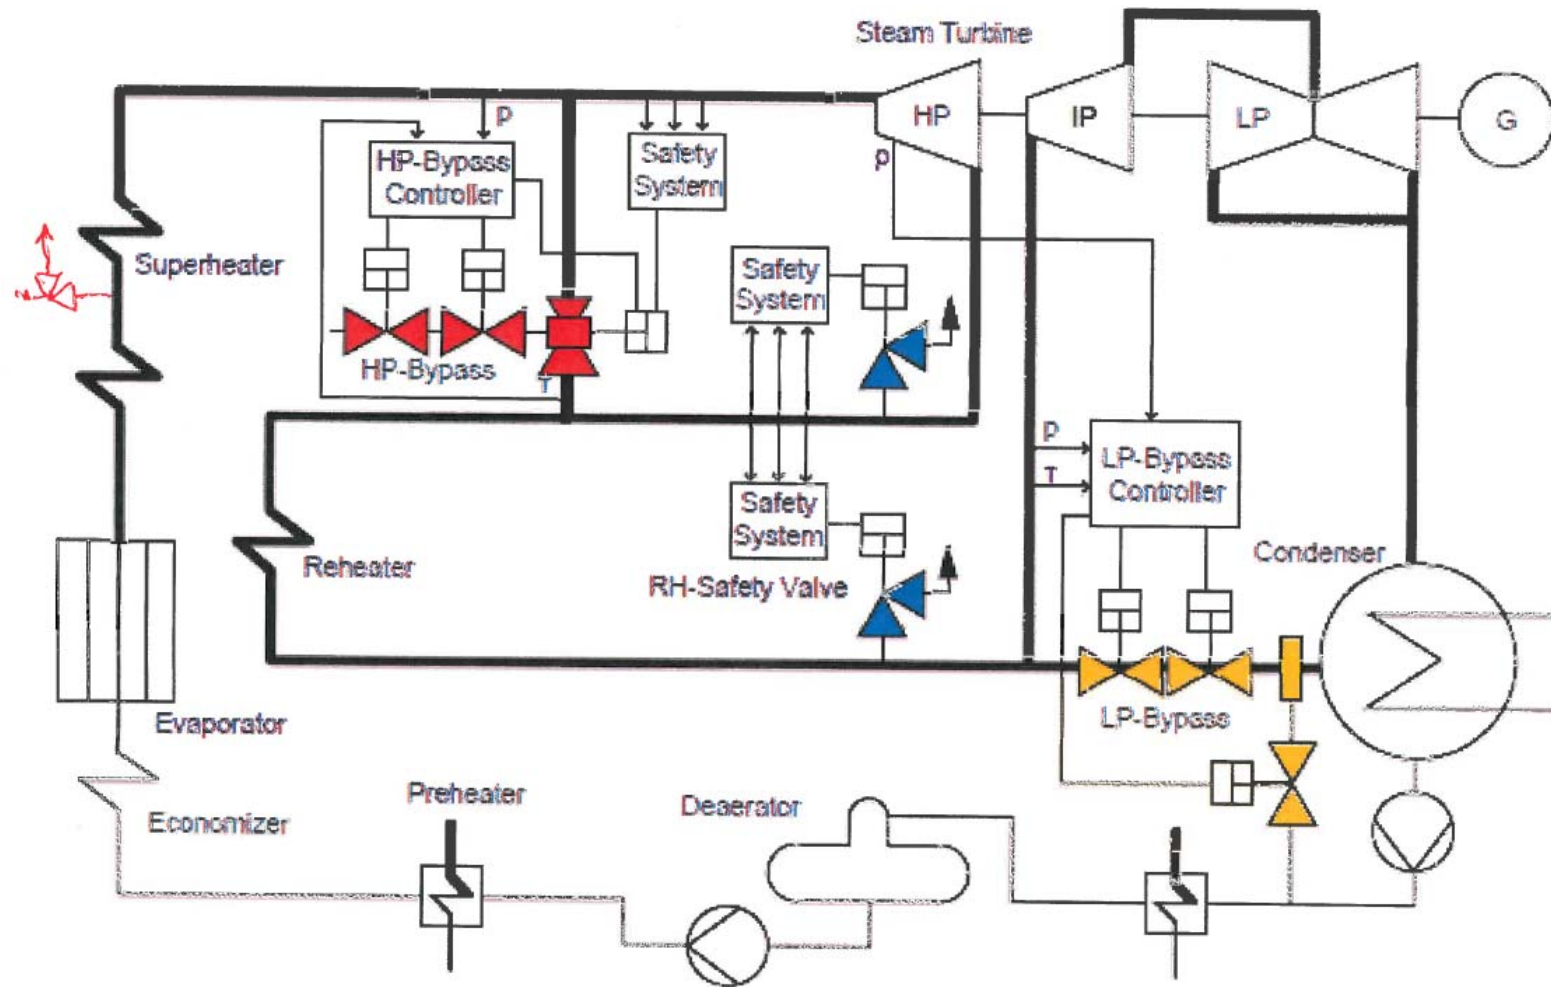 Steam Turbine
HP
IP
LP
G
p
HP-Bypass
Controller
Safety
System
p
Superheater
Safety
System
HP-Bypass
T
p
T
LP-Bypass
Controller
Safety
System
Condenser
Reheater
RH-Safety Valve
Evaporator
LP-Bypass
Preheater
Deaerator
Economizer